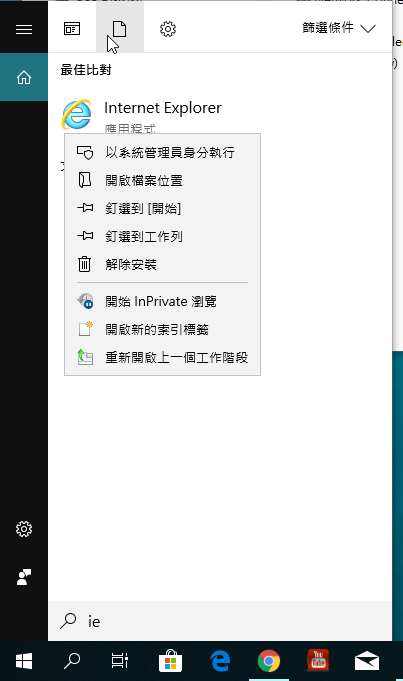 篩選條件
最佳比對
Internet Explorer
應用程式
以系統管理員身分執行
開啟檔案位置
釘選到 [開始]
釘選到工作列
解除安裝
開始 InPrivate 瀏覽
開啟新的索引標籤
重新開啟上一個工作階段
ie
You
Tube